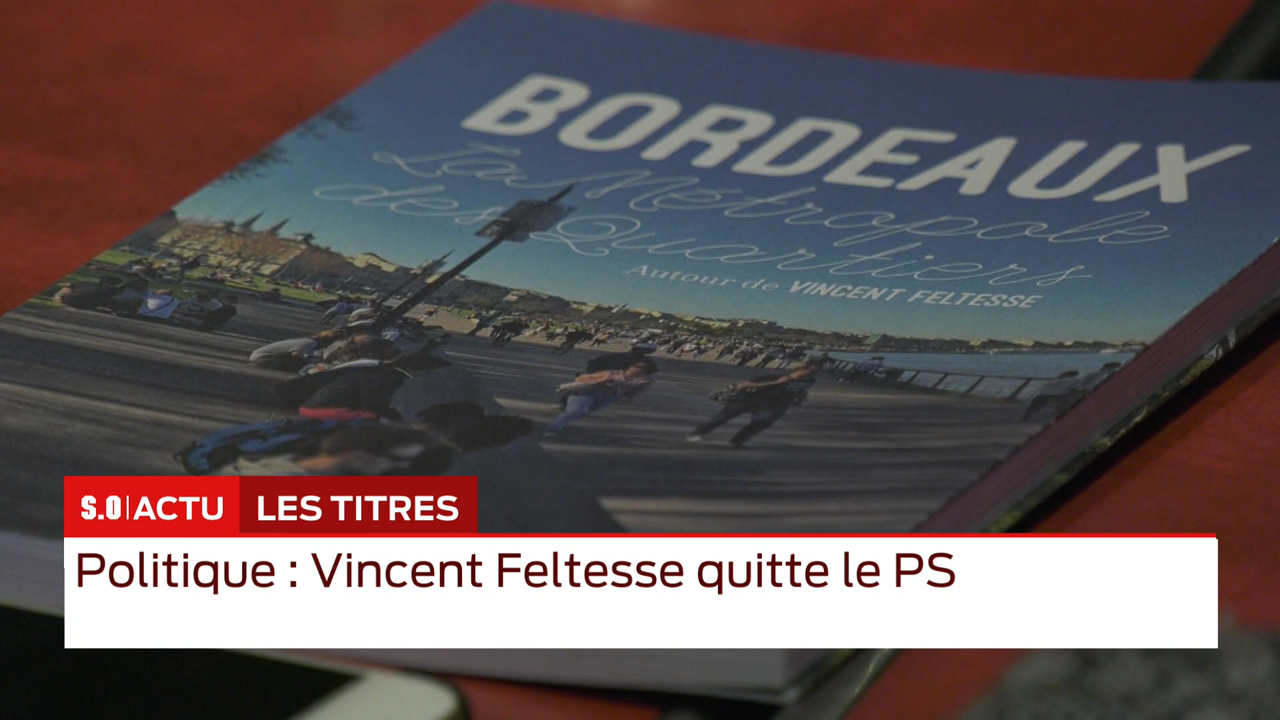 BORDEAUX
La Métropole
des Quartiers
Autour de VINCENT FELTESSE
S.O|ACTU LES TITRES
Politique : Vincent Feltesse quitte le PS